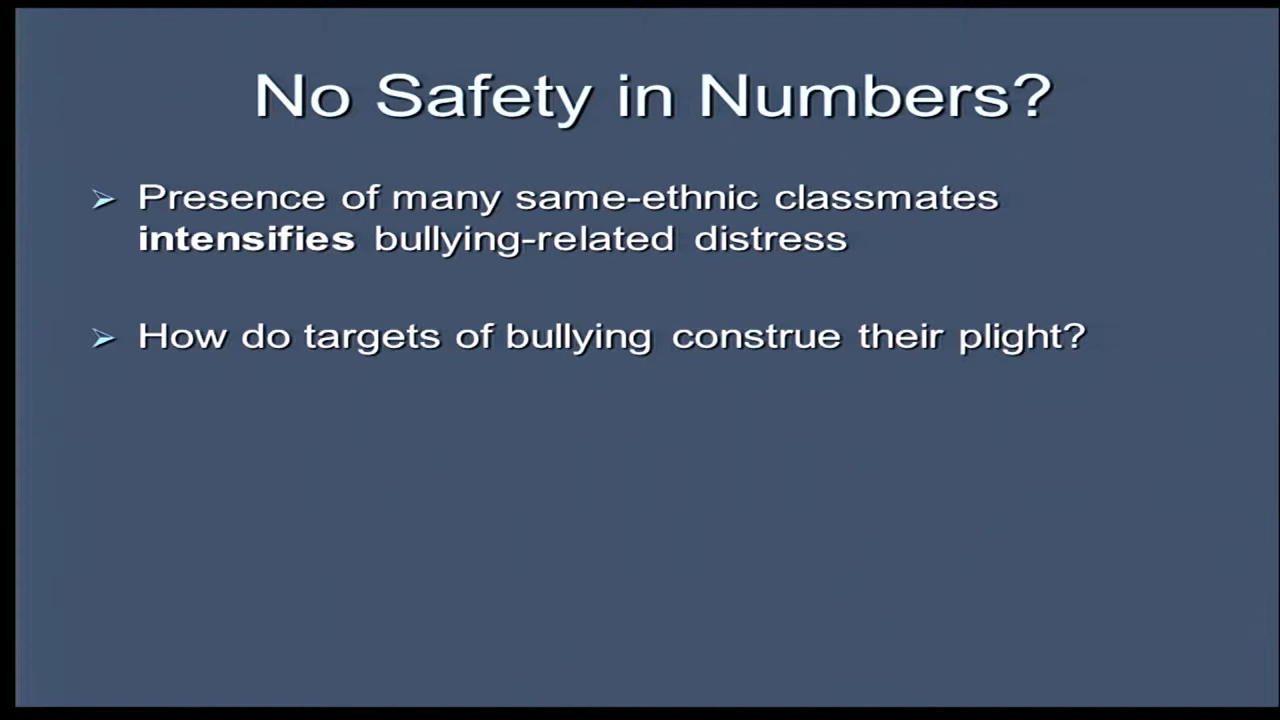 No Safety in Numbers?
Presence of many same-ethnic classmates
intensifies bullying-related distress
How do targets of bullying construe their plight?